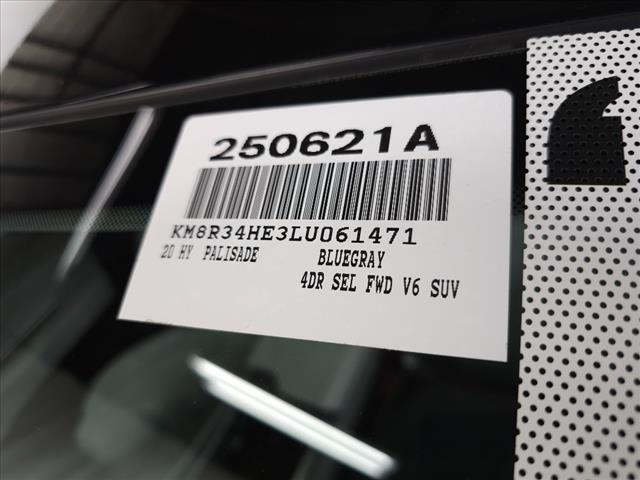 250621A
KM8R34HE3LU061471
20 HY PALISADE BLUEGRAY
4DR SEL FWD V6 SUV